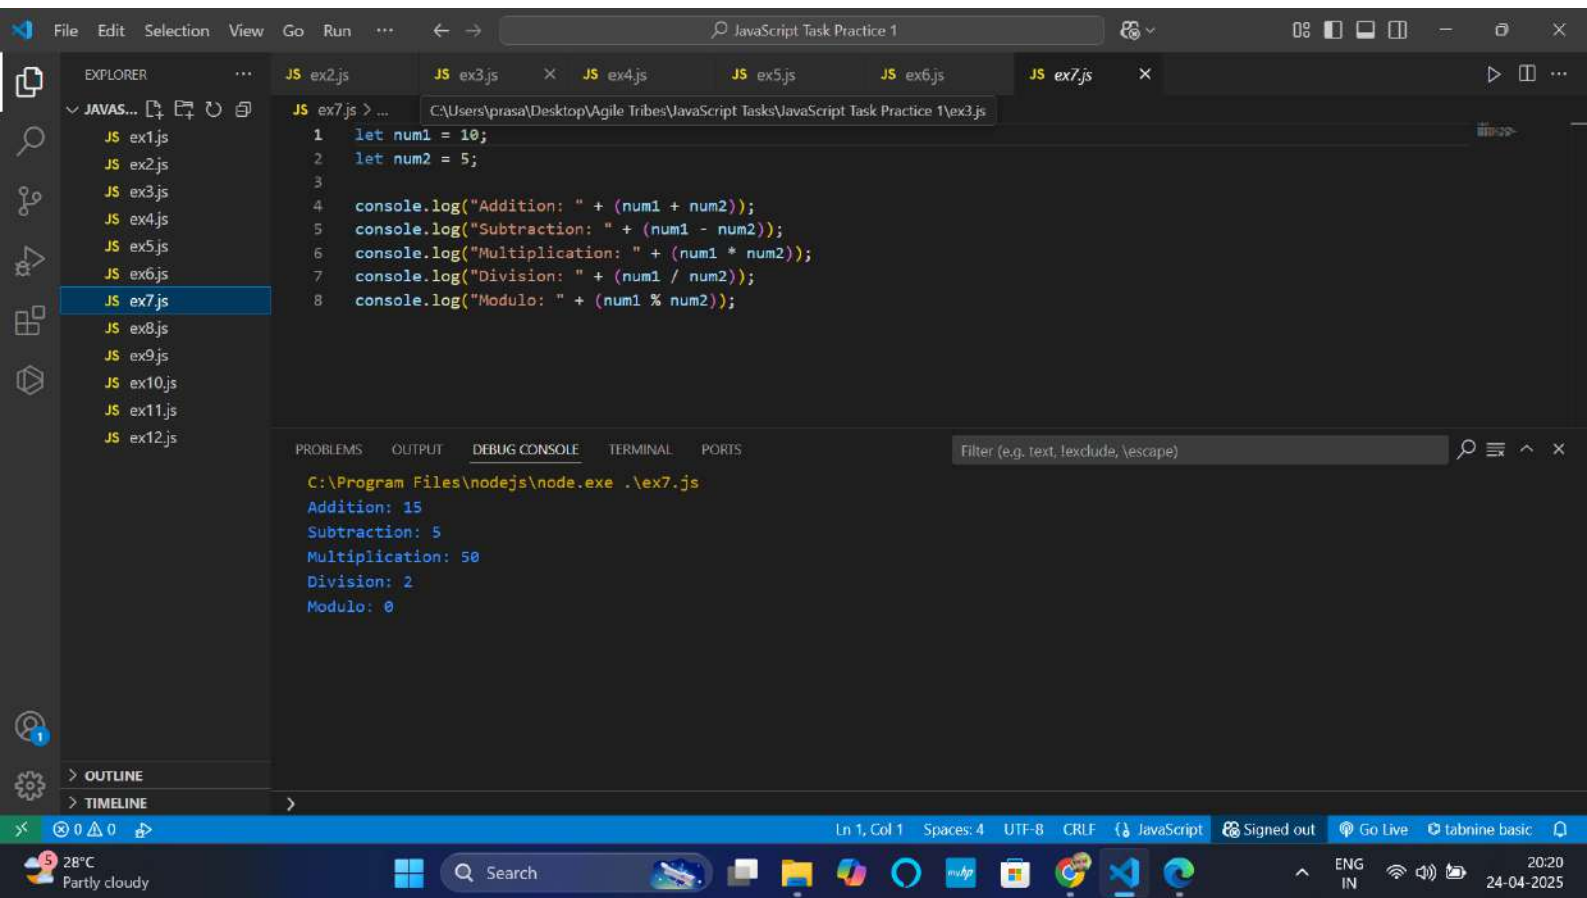 File Edit Selection View Go Run ··· JavaScript Task Practice 1
EXPLORER ···
JAVAS...
JS ex1.js
JS ex2.js
JS ex3.js
JS ex4.js
JS ex5.js
JS ex6.js
JS ex7.js
JS ex8.js
JS ex9.js
JS ex10.js
JS ex11.js
JS ex12.js
OUTLINE
TIMELINE
JS ex2.js JS ex3.js JS ex4.js JS ex5.js JS ex6.js JS ex7.js
JS ex7.js > ...
C:\Users\prasa\Desktop\Agile Tribes\JavaScript Tasks\JavaScript Task Practice 1\ex3.js
1 let num1 = 10;
2 let num2 = 5;
3
4 console.log("Addition: " + (num1 + num2));
5 console.log("Subtraction: " + (num1 - num2));
6 console.log("Multiplication: " + (num1 * num2));
7 console.log("Division: " + (num1 / num2));
8 console.log("Modulo: " + (num1 % num2));
PROBLEMS OUTPUT DEBUG CONSOLE TERMINAL PORTS Filter (e.g. text, !exclude, \escape)
C:\Program Files\nodejs\node.exe .\ex7.js
Addition: 15
Subtraction: 5
Multiplication: 50
Division: 2
Modulo: 0
1
0 0 Ln 1, Col 1 Spaces: 4 UTF-8 CRLF JavaScript Signed out Go Live tabnine basic
5 28°C
Partly cloudy
Search
myhp
ENG
IN
20:20
24-04-2025